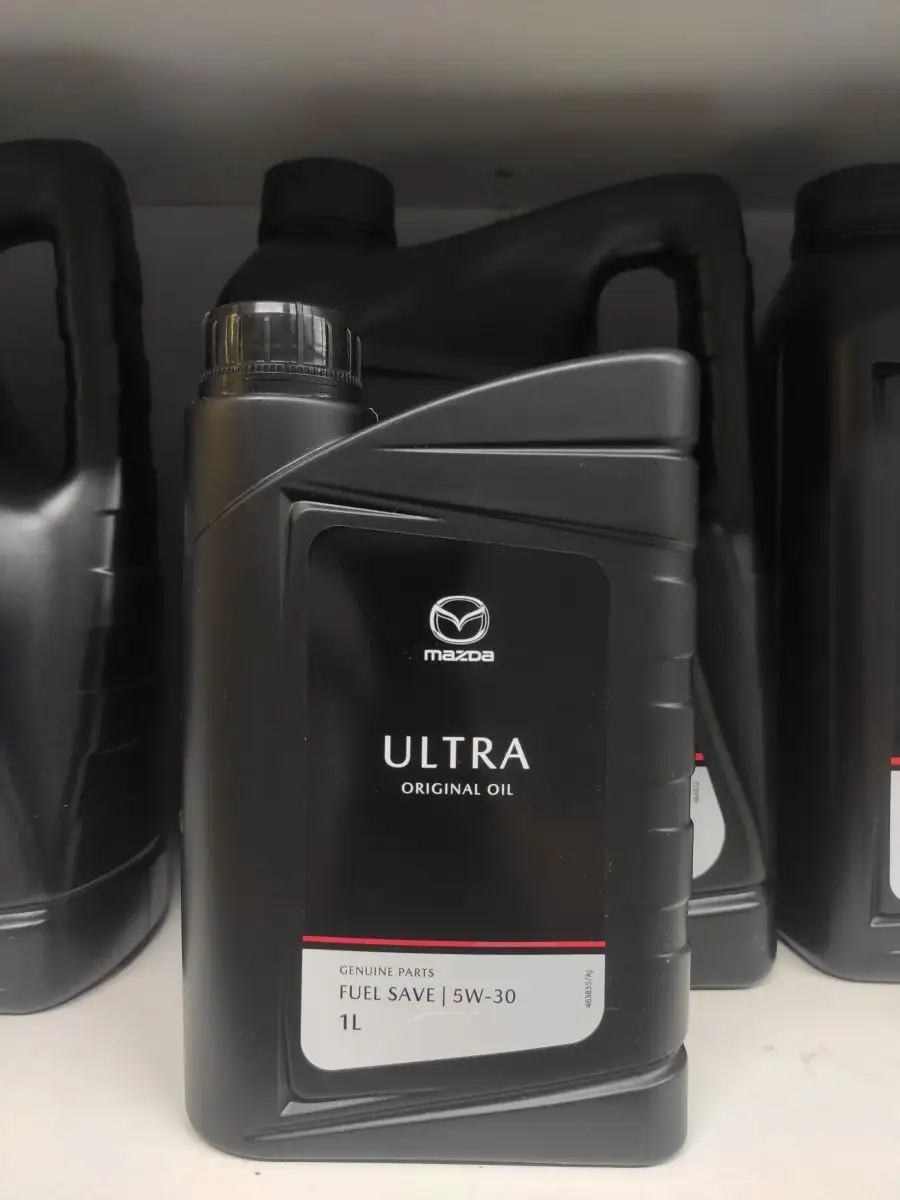 mazda
ULTRA
ORIGINAL OIL
GENUINE PARTS
FUEL SAVE | 5W-30
1L